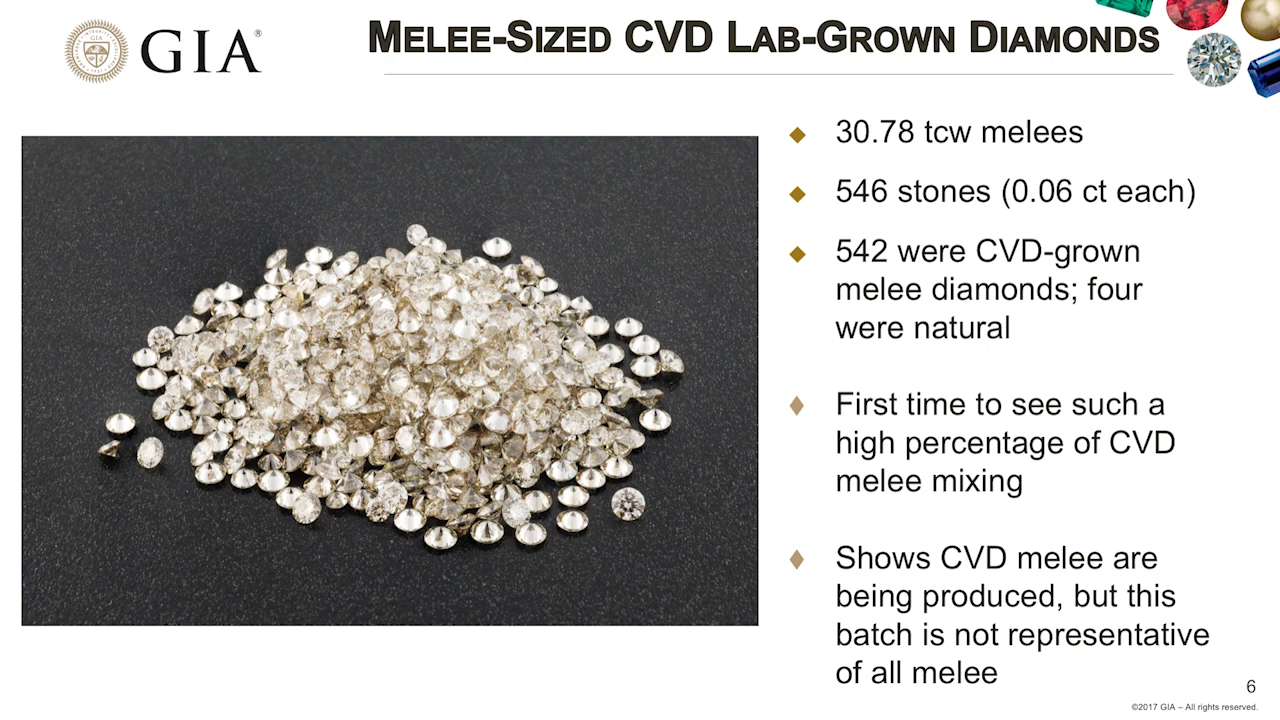 GIA®
MELEE-SIZED CVD LAB-GROWN DIAMONDS
30.78 tcw melees
546 stones (0.06 ct each)
542 were CVD-grown
melee diamonds; four
were natural
First time to see such a
high percentage of CVD
melee mixing
Shows CVD melee are
being produced, but this
batch is not representative
of all melee
6
©2017 GIA – All rights reserved.